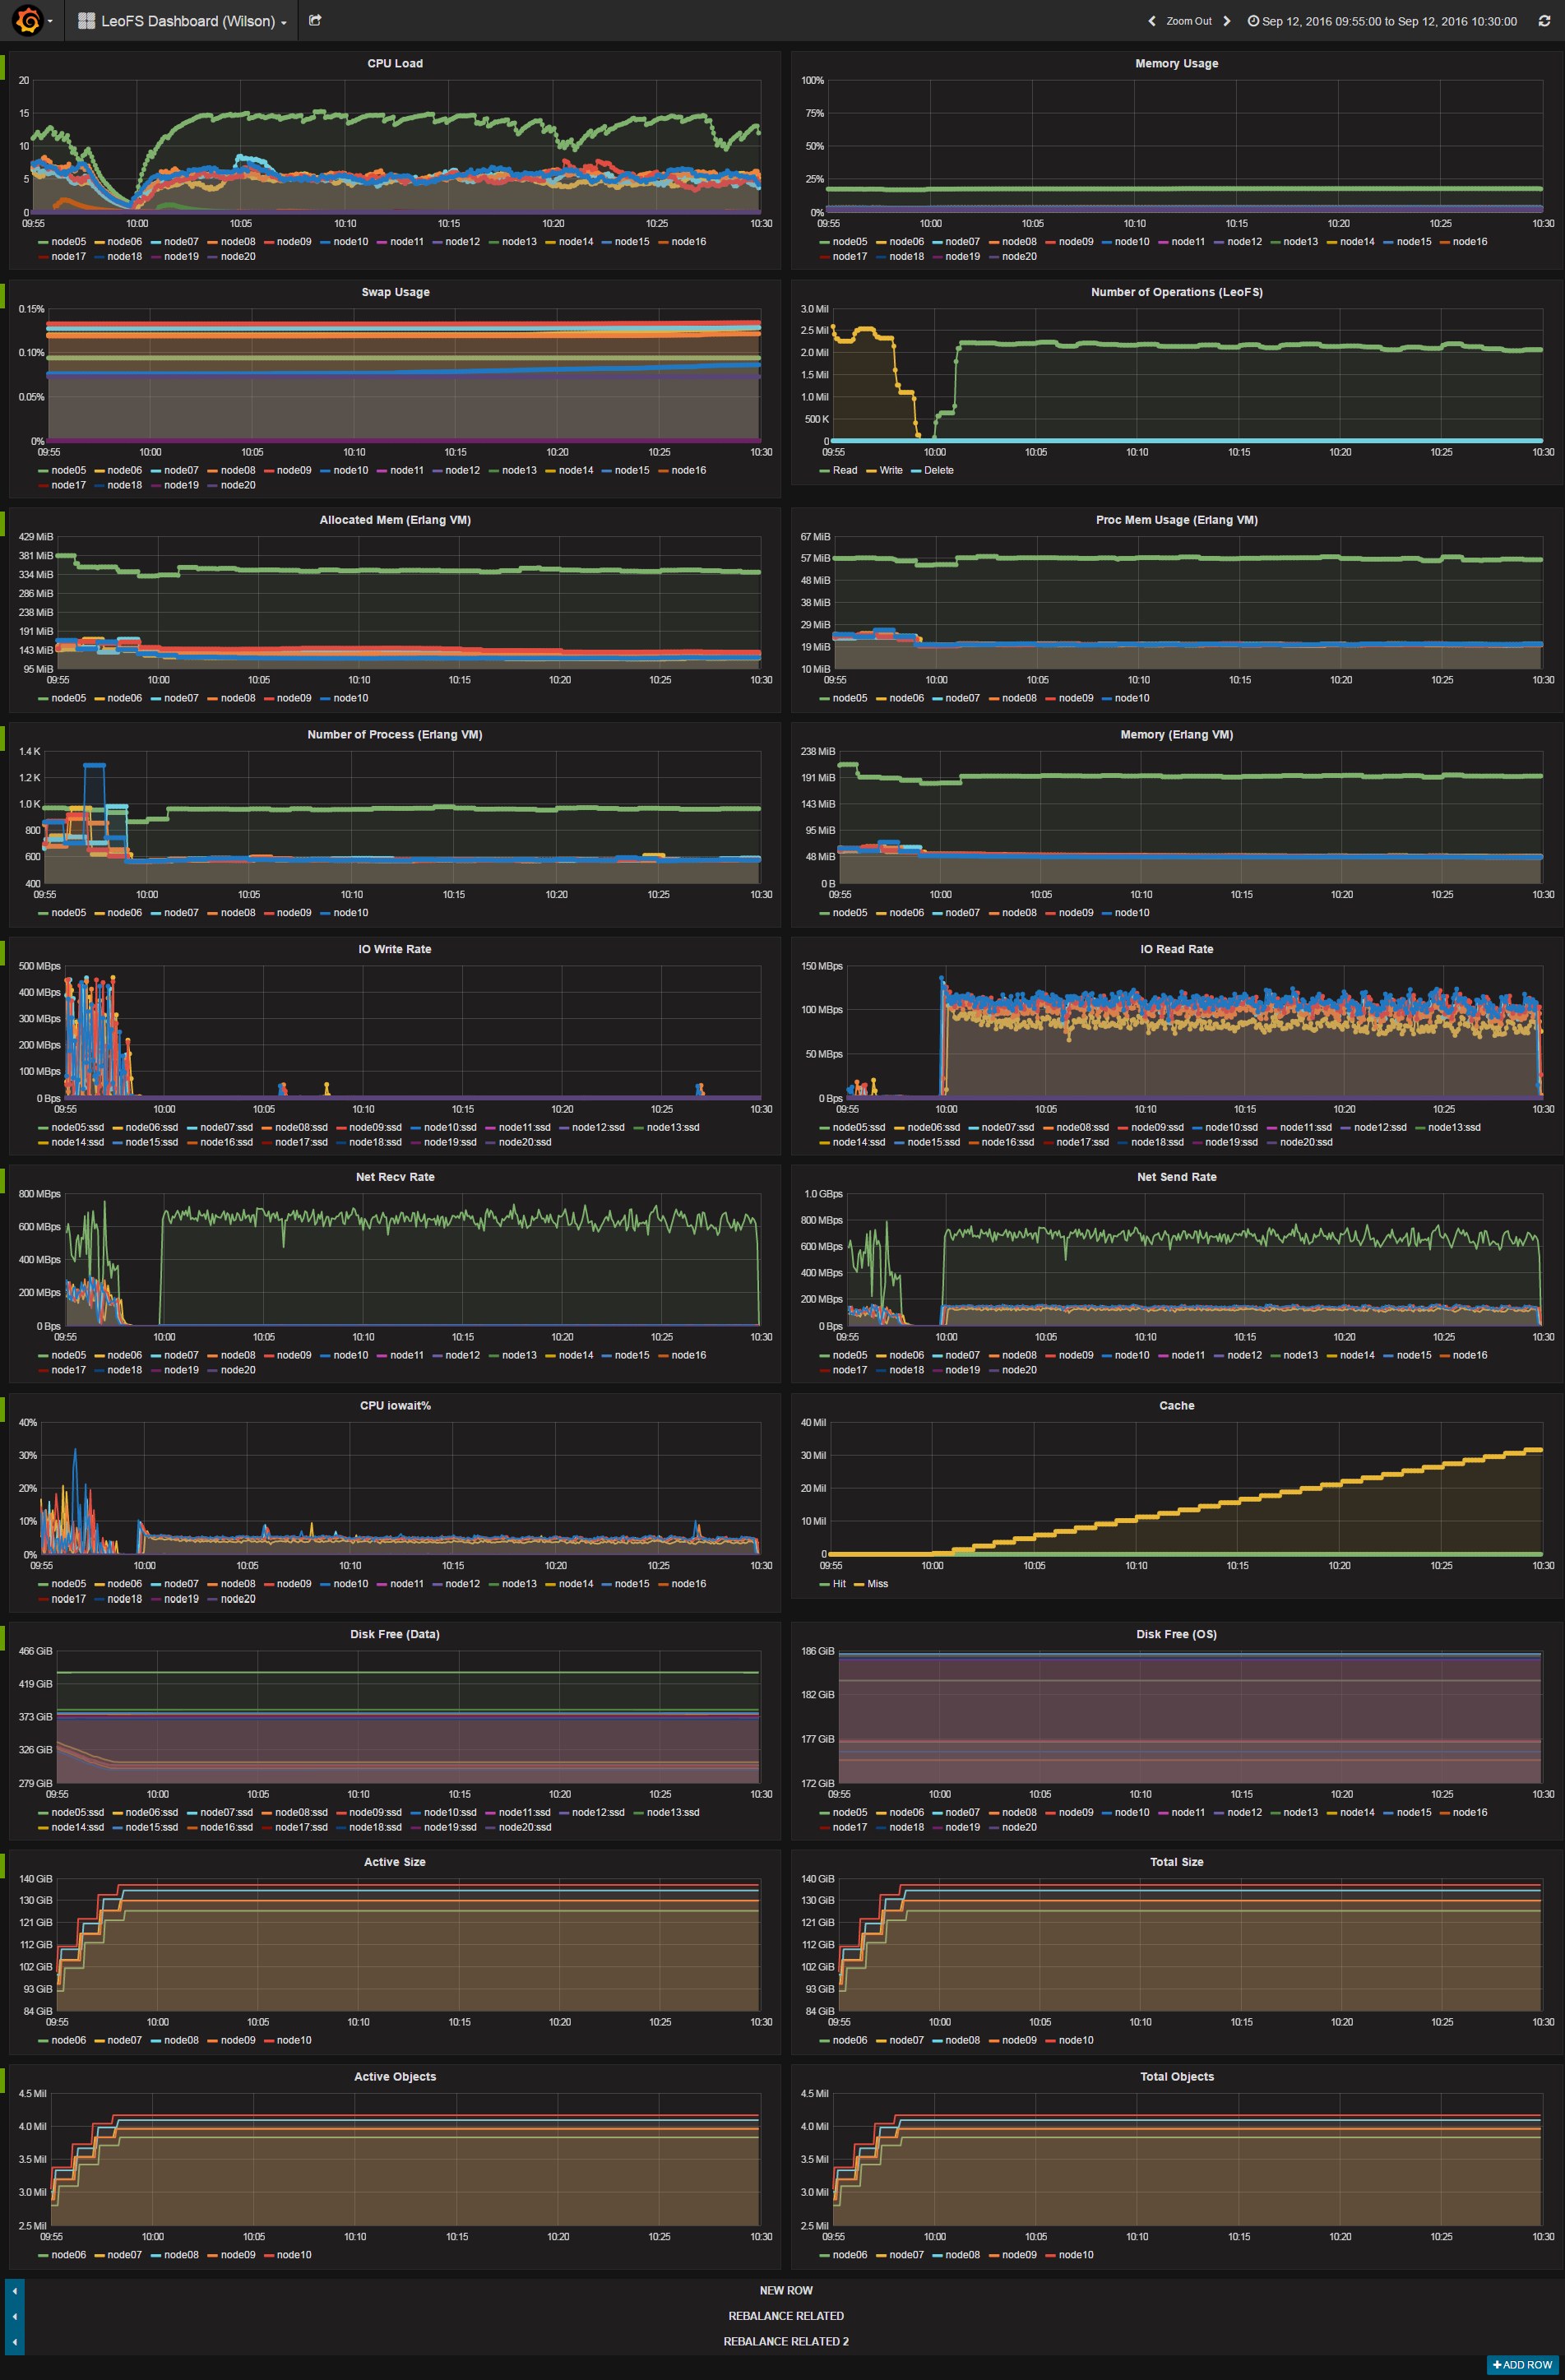 LeoFS Dashboard (Wilson)
Zoom Out
Sep 12, 2016 09:55:00 to Sep 12, 2016 10:30:00
CPU Load
20
15
10
5
0
09:55 10:00 10:05 10:10 10:15 10:20 10:25 10:30
node05 node06 node07 node08 node09 node10 node11 node12 node13 node14 node15 node16
node17 node18 node19 node20
Memory Usage
100%
75%
50%
25%
0%
09:55 10:00 10:05 10:10 10:15 10:20 10:25 10:30
node05 node06 node07 node08 node09 node10 node11 node12 node13 node14 node15 node16
node17 node18 node19 node20
Swap Usage
0.15%
0.10%
0.05%
0%
09:55 10:00 10:05 10:10 10:15 10:20 10:25 10:30
node05 node06 node07 node08 node09 node10 node11 node12 node13 node14 node15 node16
node17 node18 node19 node20
Number of Operations (LeoFS)
3.0 Mil
2.5 Mil
2.0 Mil
1.5 Mil
1.0 Mil
500 K
0
09:55 10:00 10:05 10:10 10:15 10:20 10:25 10:30
Read Write Delete
Allocated Mem (Erlang VM)
429 MiB
381 MiB
334 MiB
286 MiB
238 MiB
191 MiB
143 MiB
95 MiB
09:55 10:00 10:05 10:10 10:15 10:20 10:25 10:30
node05 node06 node07 node08 node09 node10
Proc Mem Usage (Erlang VM)
67 MiB
57 MiB
48 MiB
38 MiB
29 MiB
19 MiB
10 MiB
09:55 10:00 10:05 10:10 10:15 10:20 10:25 10:30
node05 node06 node07 node08 node09 node10
Number of Process (Erlang VM)
1.4 K
1.2 K
1.0 K
800
600
400
09:55 10:00 10:05 10:10 10:15 10:20 10:25 10:30
node05 node06 node07 node08 node09 node10
Memory (Erlang VM)
238 MiB
191 MiB
143 MiB
95 MiB
48 MiB
0 B
09:55 10:00 10:05 10:10 10:15 10:20 10:25 10:30
node05 node06 node07 node08 node09 node10
IO Write Rate
500 MBps
400 MBps
300 MBps
200 MBps
100 MBps
0 Bps
09:55 10:00 10:05 10:10 10:15 10:20 10:25 10:30
node05:ssd node06:ssd node07:ssd node08:ssd node09:ssd node10:ssd node11:ssd node12:ssd node13:ssd
node14:ssd node15:ssd node16:ssd node17:ssd node18:ssd node19:ssd node20:ssd
IO Read Rate
150 MBps
100 MBps
50 MBps
0 Bps
09:55 10:00 10:05 10:10 10:15 10:20 10:25 10:30
node05:ssd node06:ssd node07:ssd node08:ssd node09:ssd node10:ssd node11:ssd node12:ssd node13:ssd
node14:ssd node15:ssd node16:ssd node17:ssd node18:ssd node19:ssd node20:ssd
Net Recv Rate
800 MBps
600 MBps
400 MBps
200 MBps
0 Bps
09:55 10:00 10:05 10:10 10:15 10:20 10:25 10:30
node05 node06 node07 node08 node09 node10 node11 node12 node13 node14 node15 node16
node17 node18 node19 node20
Net Send Rate
1.0 GBps
800 MBps
600 MBps
400 MBps
200 MBps
0 Bps
09:55 10:00 10:05 10:10 10:15 10:20 10:25 10:30
node05 node06 node07 node08 node09 node10 node11 node12 node13 node14 node15 node16
node17 node18 node19 node20
CPU iowait%
40%
30%
20%
10%
0%
09:55 10:00 10:05 10:10 10:15 10:20 10:25 10:30
node05 node06 node07 node08 node09 node10 node11 node12 node13 node14 node15 node16
node17 node18 node19 node20
Cache
40 Mil
30 Mil
20 Mil
10 Mil
0
09:55 10:00 10:05 10:10 10:15 10:20 10:25 10:30
Hit Miss
Disk Free (Data)
466 GiB
419 GiB
373 GiB
326 GiB
279 GiB
09:55 10:00 10:05 10:10 10:15 10:20 10:25 10:30
node05:ssd node06:ssd node07:ssd node08:ssd node09:ssd node10:ssd node11:ssd node12:ssd node13:ssd
node14:ssd node15:ssd node16:ssd node17:ssd node18:ssd node19:ssd node20:ssd
Disk Free (OS)
186 GiB
182 GiB
177 GiB
172 GiB
09:55 10:00 10:05 10:10 10:15 10:20 10:25 10:30
node05 node06 node07 node08 node09 node10 node11 node12 node13 node14 node15 node16
node17 node18 node19 node20
Active Size
140 GiB
130 GiB
121 GiB
112 GiB
102 GiB
93 GiB
84 GiB
09:55 10:00 10:05 10:10 10:15 10:20 10:25 10:30
node06 node07 node08 node09 node10
Total Size
140 GiB
130 GiB
121 GiB
112 GiB
102 GiB
93 GiB
84 GiB
09:55 10:00 10:05 10:10 10:15 10:20 10:25 10:30
node06 node07 node08 node09 node10
Active Objects
4.5 Mil
4.0 Mil
3.5 Mil
3.0 Mil
2.5 Mil
09:55 10:00 10:05 10:10 10:15 10:20 10:25 10:30
node06 node07 node08 node09 node10
Total Objects
4.5 Mil
4.0 Mil
3.5 Mil
3.0 Mil
2.5 Mil
09:55 10:00 10:05 10:10 10:15 10:20 10:25 10:30
node06 node07 node08 node09 node10
NEW ROW
REBALANCE RELATED
REBALANCE RELATED 2
+ADD ROW